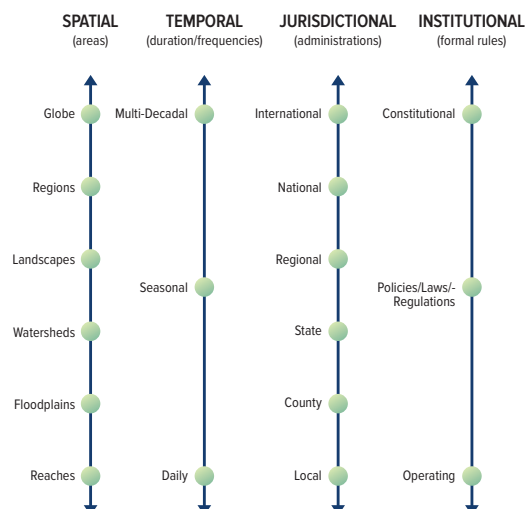 SPATIAL
(areas)
Globe
Regions
Landscapes
Watersheds
Floodplains
Reaches
TEMPORAL
(duration/frequencies)
Multi-Decadal
Seasonal
Daily
JURISDICTIONAL
(administrations)
International
National
Regional
State
County
Local
INSTITUTIONAL
(formal rules)
Constitutional
Policies/Laws/-
Regulations
Operating